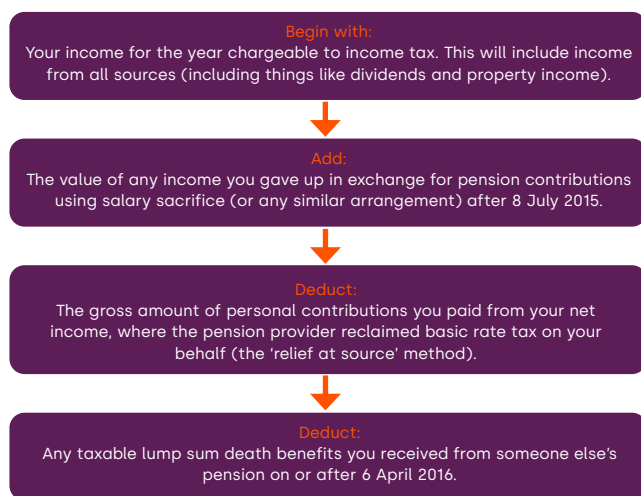 Begin with:
Your income for the year chargeable to income tax. This will include income
from all sources (including things like dividends and property income).
Add:
The value of any income you gave up in exchange for pension contributions
using salary sacrifice (or any similar arrangement) after 8 July 2015.
Deduct:
The gross amount of personal contributions you paid from your net
income, where the pension provider reclaimed basic rate tax on your
behalf (the ‘relief at source’ method).
Deduct:
Any taxable lump sum death benefits you received from someone else’s
pension on or after 6 April 2016.